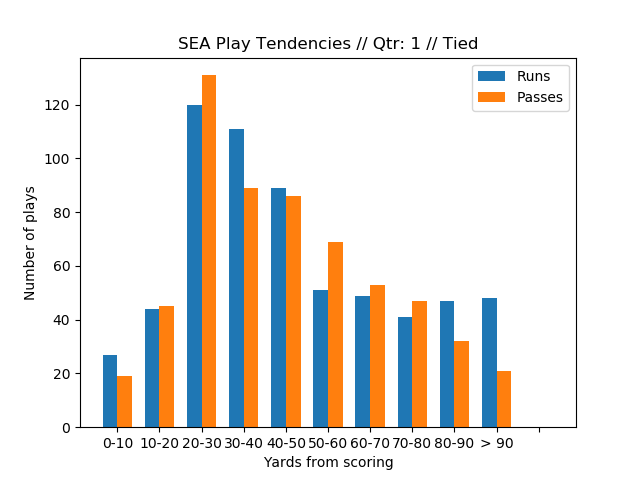 SEA Play Tendencies // Qtr: 1 // Tied
Runs
Passes
Number of plays
120
100
80
60
40
20
0
0-10 10-20 20-30 30-40 40-50 50-60 60-70 70-80 80-90 > 90
Yards from scoring